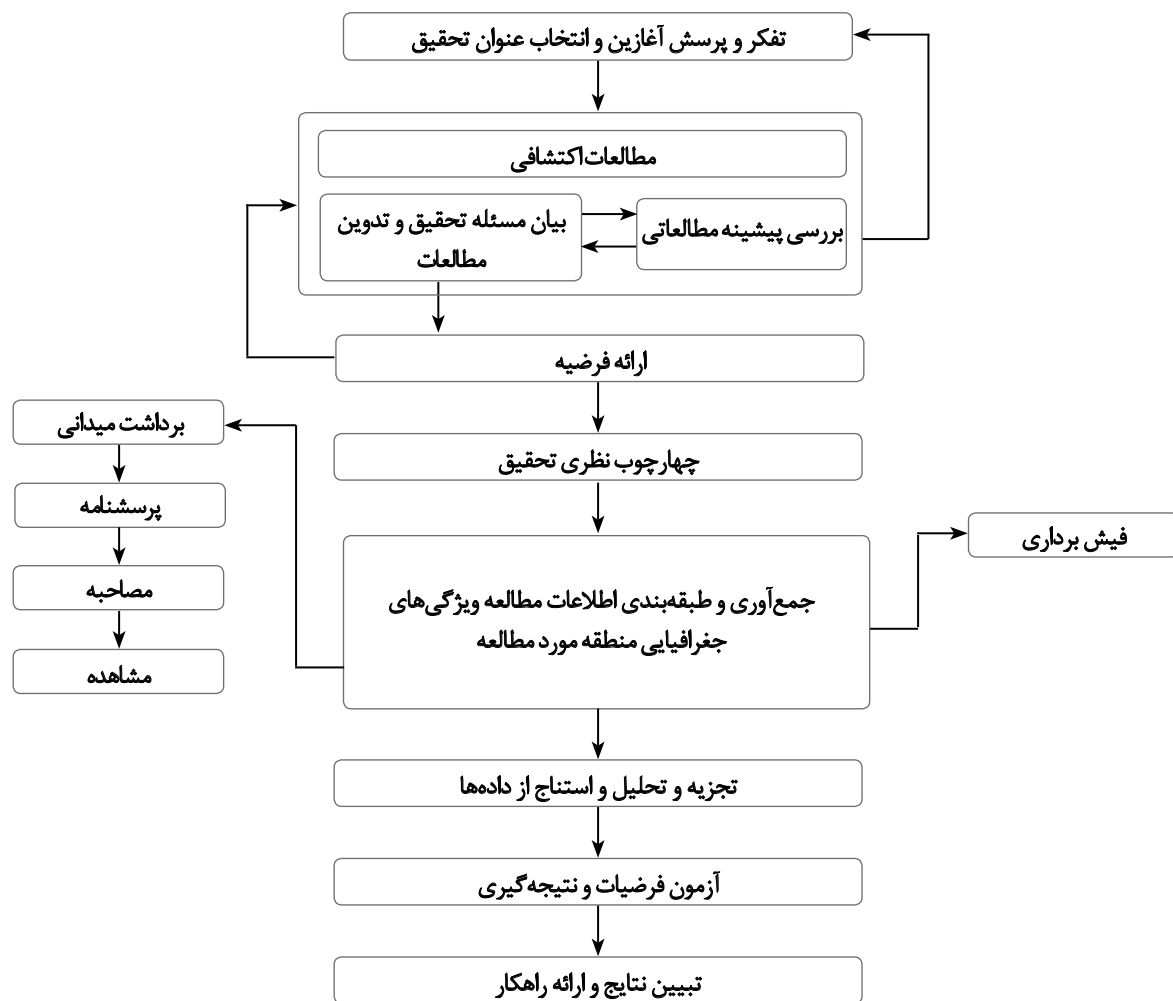 تفکر و پرسش آغازین و انتخاب عنوان تحقیق
مطالعات اکتشافی
بررسی پیشینه مطالعاتی
بیان مسئله تحقیق و تدوین
مطالعات
ارائه فرضیه
چهارچوب نظری تحقیق
برداشت میدانی
پرسشنامه
مصاحبه
مشاهده
فیش برداری
جمع‌آوری و طبقه‌بندی اطلاعات مطالعه ویژگی‌های
جغرافیایی منطقه مورد مطالعه
تجزیه و تحلیل و استناج از داده‌ها
آزمون فرضیات و نتیجه‌گیری
تبیین نتایج و ارائه راهکار